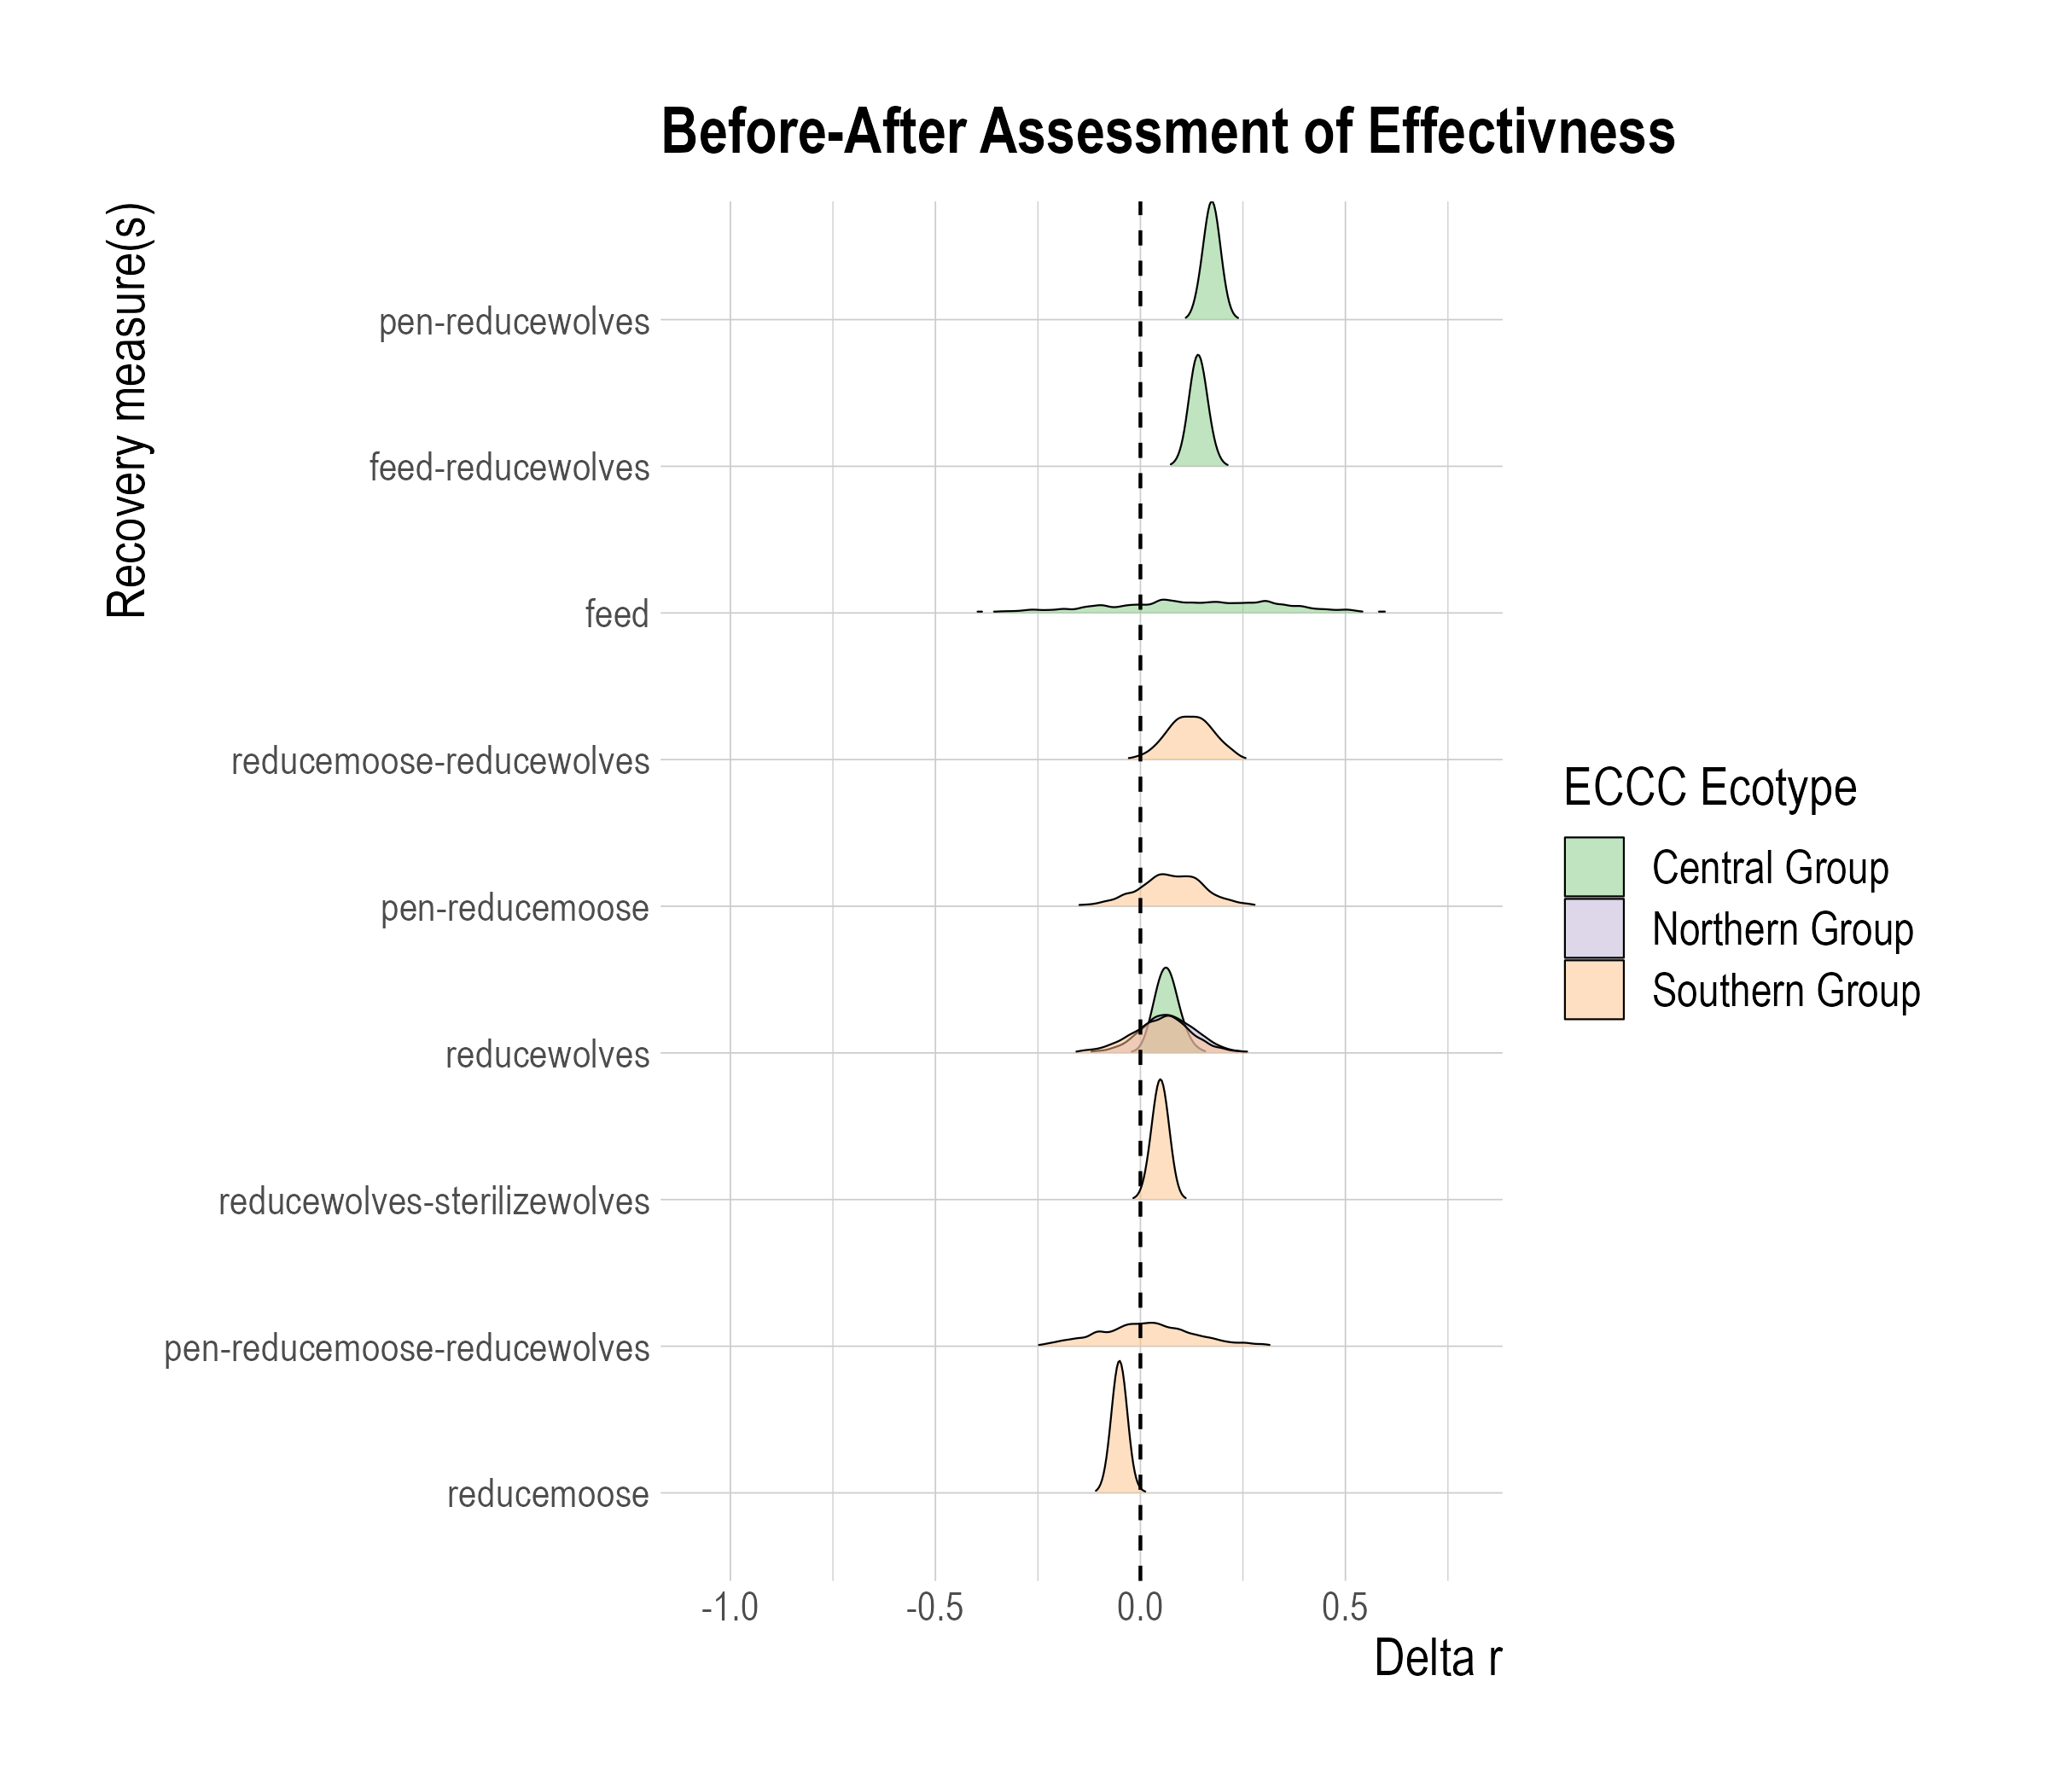 Before-After Assessment of Effectivness
Recovery measure(s)
pen-reducewolves
feed-reducewolves
feed
reducemoose-reducewolves
pen-reducemoose
reducewolves
reducewolves-sterilizewolves
pen-reducemoose-reducewolves
reducemoose
-1.0
-0.5
0.0
0.5
Delta r
ECCC Ecotype
Central Group
Northern Group
Southern Group